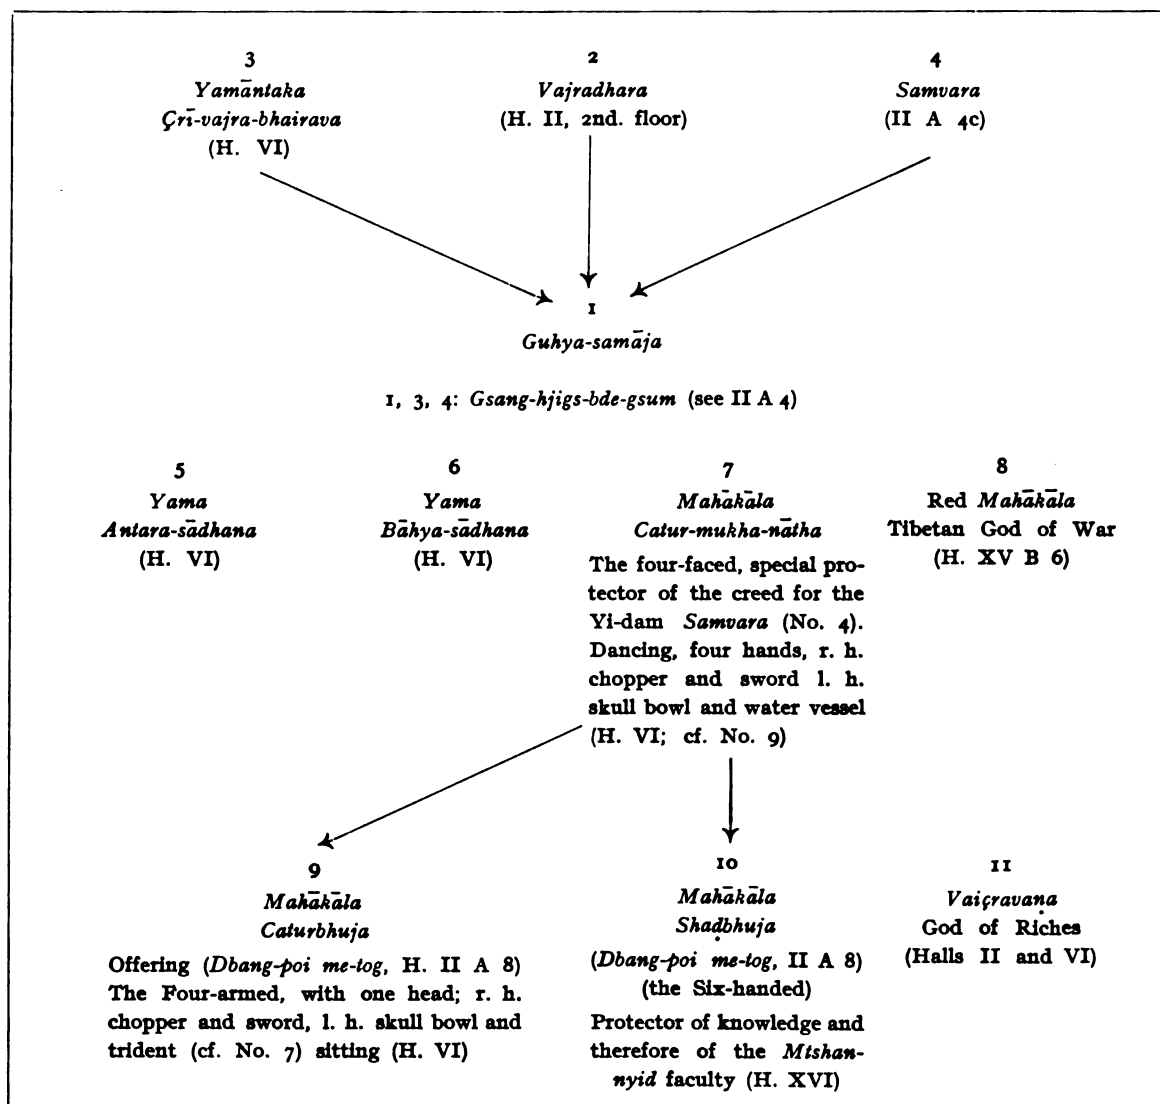 3
Yamāntaka
Çrī-vajra-bhairava
(H. VI)
2
Vajradhara
(H. II, 2nd. floor)
4
Samvara
(II A 4c)
1
Guhya-samāja
1, 3, 4: Gsang-hjigs-bde-gsum (see II A 4)
5
Yama
Antara-sādhana
(H. VI)
6
Yama
Bāhya-sādhana
(H. VI)
7
Mahākāla
Catur-mukha-nātha
The four-faced, special pro-
tector of the creed for the
Yi-dam Samvara (No. 4).
Dancing, four hands, r. h.
chopper and sword l. h.
skull bowl and water vessel
(H. VI; cf. No. 9)
8
Red Mahākāla
Tibetan God of War
(H. XV B 6)
9
Mahākāla
Caturbhuja
Offering (Dbang-poi me-tog, H. II A 8)
The Four-armed, with one head; r. h.
chopper and sword, l. h. skull bowl and
trident (cf. No. 7) sitting (H. VI)
10
Mahākāla
Shaḍbhuja
(Dbang-poi me-tog, II A 8)
(the Six-handed)
Protector of knowledge and
therefore of the Mtshan-
nyid faculty (H. XVI)
11
Vaiçravaṇa
God of Riches
(Halls II and VI)